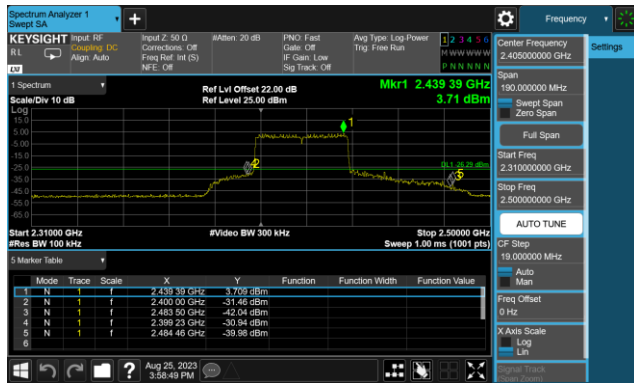 Spectrum Analyzer 1
Swept SA
+
Frequency
KEYSIGHT
Input: RF
Input Z: 50 Ω
#Atten: 20 dB
PNO: Fast
Avg Type: Log-Power
1 2 3 4 5 6
RL
Coupling: DC
Corrections: Off
Gate: Off
Trig: Free Run
M W W W W W
Align: Auto
Freq Ref: Int (S)
IF Gain: Low
P N N N N N
NFE: Off
Sig Track: Off
LXI
1 Spectrum
Ref Lvl Offset 22.00 dB
Mkr1 2.439 39 GHz
Scale/Div 10 dB
Ref Level 25.00 dBm
3.71 dBm
Log
15.0
1
5.00
-5.00
-15.0
2
DL1 -26.29 dBm
-25.0
5
-35.0
-45.0
-55.0
-65.0
Start 2.31000 GHz
#Video BW 300 kHz
Stop 2.50000 GHz
#Res BW 100 kHz
Sweep 1.00 ms (1001 pts)
5 Marker Table
Mode Trace Scale X Y Function Function Width Function Value
1 N 1 f 2.439 39 GHz 3.709 dBm
2 N 1 f 2.400 00 GHz -31.46 dBm
3 N 1 f 2.483 50 GHz -42.04 dBm
4 N 1 f 2.399 23 GHz -30.94 dBm
5 N 1 f 2.484 46 GHz -39.98 dBm
6
?
Aug 25, 2023
3:58:49 PM
Center Frequency
2.405000000 GHz
Settings
Span
190.000000 MHz
Swept Span
Zero Span
Full Span
Start Freq
2.310000000 GHz
Stop Freq
2.500000000 GHz
AUTO TUNE
CF Step
19.000000 MHz
Auto
Man
Freq Offset
0 Hz
X Axis Scale
Log
Lin
Signal Track
(Span Zoom)